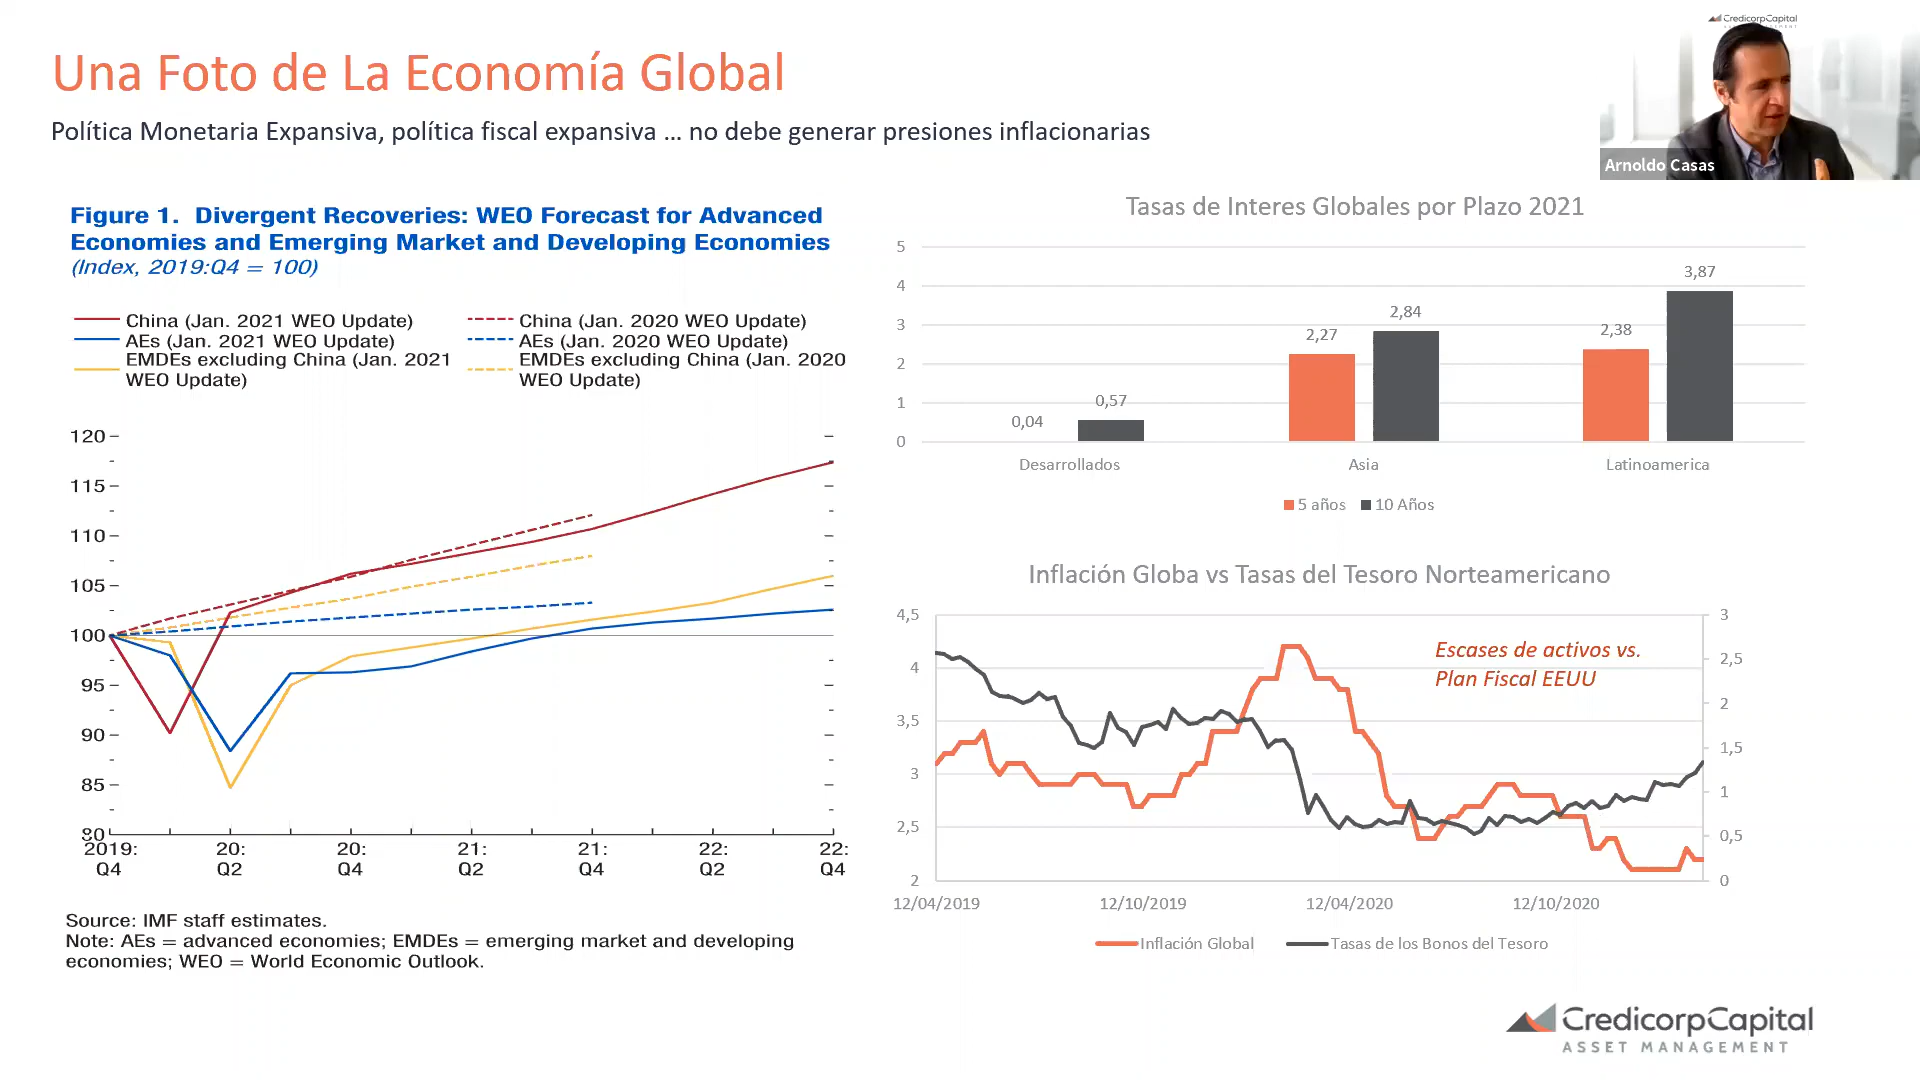 Una Foto de La Economía Global
Política Monetaria Expansiva, política fiscal expansiva ... no debe generar presiones inflacionarias
CredicorpCapital
Arnoldo Casas
Figure 1. Divergent Recoveries: WEO Forecast for Advanced
Economies and Emerging Market and Developing Economies
(Index, 2019:Q4 = 100)
China (Jan. 2021 WEO Update)
AEs (Jan. 2021 WEO Update)
EMDEs excluding China (Jan. 2021
WEO Update)
China (Jan. 2020 WEO Update)
AEs (Jan. 2020 WEO Update)
EMDEs excluding China (Jan. 2020
WEO Update)
120
115
110
105
100
95
90
85
80
2019: 20: 20: 21: 21: 22: 22:
Q4 Q2 Q4 Q2 Q4 Q2 Q4
Source: IMF staff estimates.
Note: AEs = advanced economies; EMDEs = emerging market and developing
economies; WEO = World Economic Outlook.
Tasas de Interes Globales por Plazo 2021
5
4
3
2
1
0
0,04
0,57
2,27
2,84
2,38
3,87
Desarrollados Asia Latinoamerica
5 años 10 Años
Inflación Globa vs Tasas del Tesoro Norteamericano
4,5
4
3,5
3
2,5
2
3
2,5
2
1,5
1
0,5
0
Escases de activos vs.
Plan Fiscal EEUU
12/04/2019 12/10/2019 12/04/2020 12/10/2020
Inflación Global Tasas de los Bonos del Tesoro
CredicorpCapital
ASSET MANAGEMENT